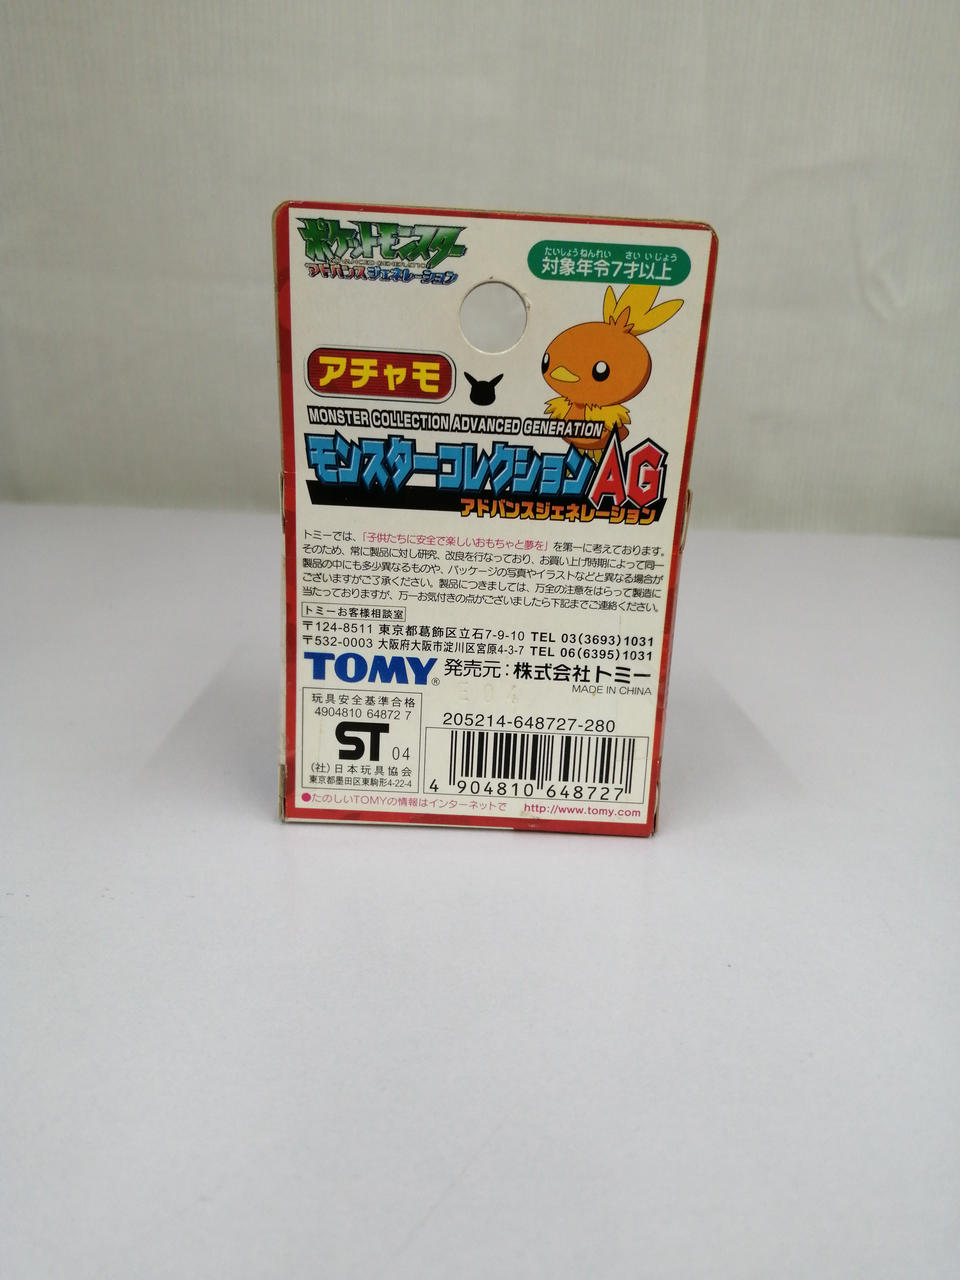 ポケットモンスター
アドバンスジェネレーション
たいしょうねんれい さいいじょう
対象年令7才以上
アチャモ
MONSTER COLLECTION ADVANCED GENERATION
モンスターコレクションAG
アドバンスジェネレーション
トミーでは、「子供たちに安全で楽しいおもちゃと夢を」を第一に考えております。
そのため、常に製品に対し研究、改良を行なっており、お買い上げ時期によって同一
製品の中にも多少異なるものや、パッケージの写真やイラストなどと異なる場合が
ございますがご了承ください。製品につきましては、万全の注意をはらって製造に
当たっておりますが、万一お気付きの点がございましたら下記までご連絡ください。
トミーお客様相談室
〒124-8511 東京都葛飾区立石7-9-10 TEL 03(3693)1031
〒532-0003 大阪府大阪市淀川区宮原4-3-7 TEL 06(6395)1031
TOMY® 発売元:株式会社トミー
MADE IN CHINA
玩具安全基準合格
4904810 64872 7
ST 04
(社)日本玩具協会
東京都墨田区東駒形4-22-4
205214-648727-280
4 904810 648727
●たのしいTOMYの情報はインターネットで http://www.tomy.com